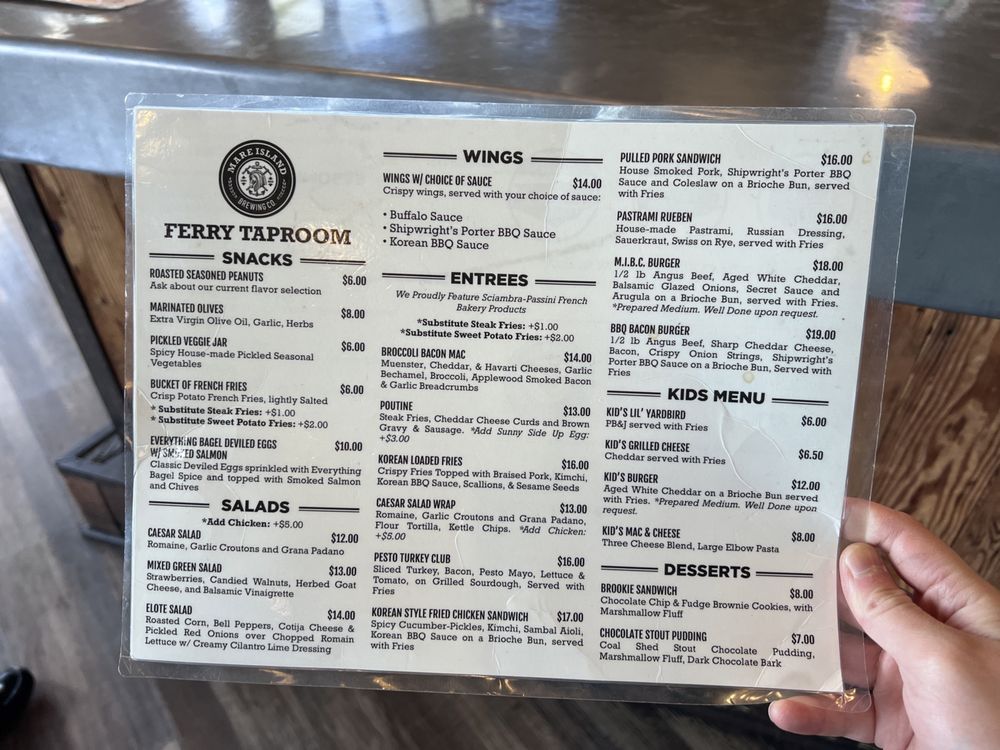 MARE ISLAND
BREWING CO.
FERRY TAPROOM
SNACKS
ROASTED SEASONED PEANUTS $6.00
Ask about our current flavor selection
MARINATED OLIVES $8.00
Extra Virgin Olive Oil, Garlic, Herbs
PICKLED VEGGIE JAR $6.00
Spicy House-made Pickled Seasonal
Vegetables
BUCKET OF FRENCH FRIES $6.00
Crisp Potato French Fries, lightly Salted
* Substitute Steak Fries: +$1.00
* Substitute Sweet Potato Fries: +$2.00
EVERYTHING BAGEL DEVILED EGGS $10.00
W/ SMOKED SALMON
Classic Deviled Eggs sprinkled with Everything
Bagel Spice and topped with Smoked Salmon
and Chives
SALADS
*Add Chicken: +$5.00
CAESAR SALAD $12.00
Romaine, Garlic Croutons and Grana Padano
MIXED GREEN SALAD $13.00
Strawberries, Candied Walnuts, Herbed Goat
Cheese, and Balsamic Vinaigrette
ELOTE SALAD $14.00
Roasted Corn, Bell Peppers, Cotija Cheese &
Pickled Red Onions over Chopped Romain
Lettuce w/ Creamy Cilantro Lime Dressing
WINGS
WINGS W/ CHOICE OF SAUCE $14.00
Crispy wings, served with your choice of sauce:
• Buffalo Sauce
• Shipwright's Porter BBQ Sauce
• Korean BBQ Sauce
ENTREES
We Proudly Feature Sciambra-Passini French
Bakery Products
*Substitute Steak Fries: +$1.00
*Substitute Sweet Potato Fries: +$2.00
BROCCOLI BACON MAC $14.00
Muenster, Cheddar, & Havarti Cheeses, Garlic
Bechamel, Broccoli, Applewood Smoked Bacon
& Garlic Breadcrumbs
POUTINE $13.00
Steak Fries, Cheddar Cheese Curds and Brown
Gravy & Sausage. *Add Sunny Side Up Egg:
+$3.00
KOREAN LOADED FRIES $16.00
Crispy Fries Topped with Braised Pork, Kimchi,
Korean BBQ Sauce, Scallions, & Sesame Seeds
CAESAR SALAD WRAP $13.00
Romaine, Garlic Croutons and Grana Padano,
Flour Tortilla, Kettle Chips. *Add Chicken:
+$5.00
PESTO TURKEY CLUB $16.00
Sliced Turkey, Bacon, Pesto Mayo, Lettuce &
Tomato, on Grilled Sourdough, Served with
Fries
KOREAN STYLE FRIED CHICKEN SANDWICH $17.00
Spicy Cucumber-Pickles, Kimchi, Sambal Aioli,
Korean BBQ Sauce on a Brioche Bun, served
with Fries
PULLED PORK SANDWICH $16.00
House Smoked Pork, Shipwright's Porter BBQ
Sauce and Coleslaw on a Brioche Bun, served
with Fries
PASTRAMI RUEBEN $16.00
House-made Pastrami, Russian Dressing,
Sauerkraut, Swiss on Rye, served with Fries
M.I.B.C. BURGER $18.00
1/2 lb Angus Beef, Aged White Cheddar,
Balsamic Glazed Onions, Secret Sauce and
Arugula on a Brioche Bun, served with Fries.
*Prepared Medium. Well Done upon request.
BBQ BACON BURGER $19.00
1/2 lb Angus Beef, Sharp Cheddar Cheese,
Bacon, Crispy Onion Strings, Shipwright's
Porter BBQ Sauce on a Brioche Bun, Served with
Fries
KIDS MENU
KID'S LIL' YARDBIRD $6.00
PB&J served with Fries
KID'S GRILLED CHEESE $6.50
Cheddar served with Fries
KID'S BURGER $12.00
Aged White Cheddar on a Brioche Bun served
with Fries. *Prepared Medium. Well Done upon
request.
KID'S MAC & CHEESE $8.00
Three Cheese Blend, Large Elbow Pasta
DESSERTS
BROOKIE SANDWICH $8.00
Chocolate Chip & Fudge Brownie Cookies, with
Marshmallow Fluff
CHOCOLATE STOUT PUDDING $7.00
Coal Shed Stout Chocolate Pudding,
Marshmallow Fluff, Dark Chocolate Bark